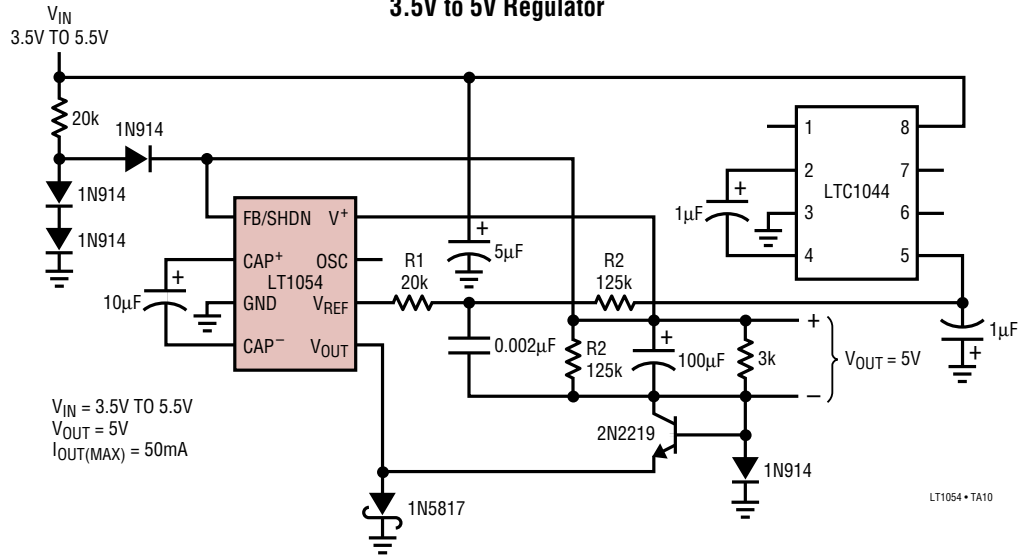 3.5V to 5V Regulator
VIN
3.5V TO 5.5V
20k
1N914
1N914
1N914
FB/SHDN V+
CAP+ OSC
LT1054
GND VREF
CAP− VOUT
+
10µF
+
5µF
R1
20k
R2
125k
0.002µF
R2
125k
+
100µF
3k
+
−
VOUT = 5V
1 8
2 7
LTC1044
3 6
4 5
+
1µF
1µF
+
2N2219
1N914
1N5817
VIN = 3.5V TO 5.5V
VOUT = 5V
IOUT(MAX) = 50mA
LT1054 • TA10